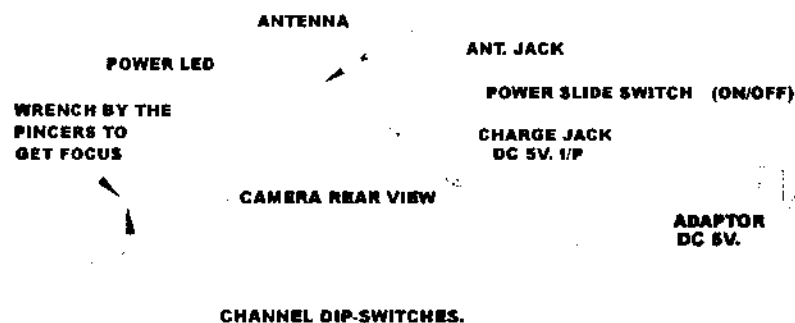 ANTENNA
ANT. JACK
POWER LED
POWER SLIDE SWITCH (ON/OFF)
WRENCH BY THE
PINCERS TO
GET FOCUS
CHARGE JACK
DC 5V. I/P
CAMERA REAR VIEW
ADAPTOR
DC 5V.
CHANNEL DIP-SWITCHES.